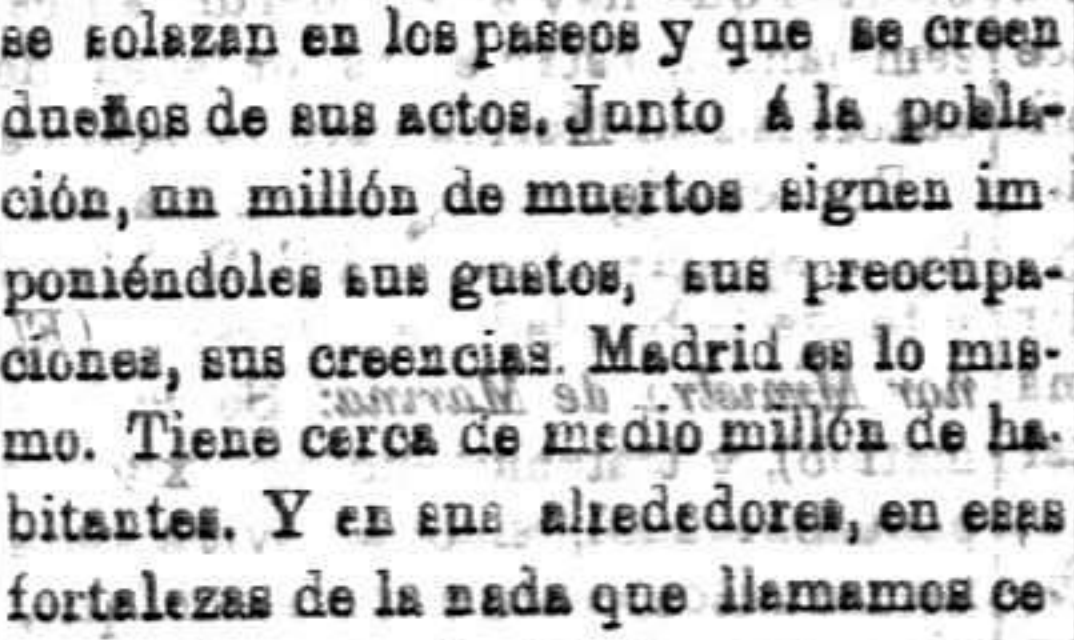 se solazan en los paseos y que se creen
dueños de sus actos. Junto á la pobla-
ción, un millón de muertos siguen im-
poniéndoles sus gustos, sus preocupa-
ciones, sus creencias. Madrid es lo mis-
mo. Tiene cerca de medio millón de ha-
bitantes. Y en sus alrededores, en esas
fortalezas de la nada que llamamos ce-